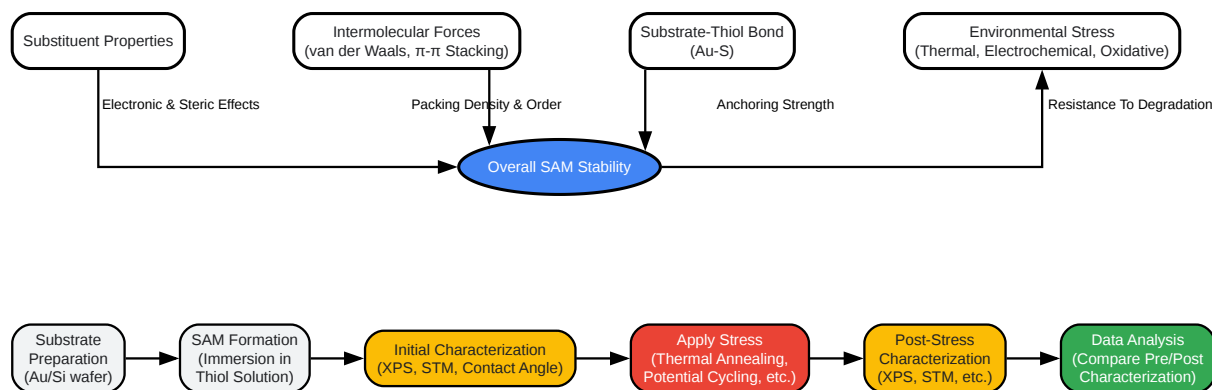 Substituent Properties
Intermolecular Forces
(van der Waals, π-π Stacking)
Substrate-Thiol Bond
(Au-S)
Environmental Stress
(Thermal, Electrochemical, Oxidative)
Electronic & Steric Effects
Packing Density & Order
Anchoring Strength
Resistance To Degradation
Overall SAM Stability
Substrate
Preparation
(Au/Si wafer)
SAM Formation
(Immersion in
Thiol Solution)
Initial Characterization
(XPS, STM, Contact Angle)
Apply Stress
(Thermal Annealing,
Potential Cycling, etc.)
Post-Stress
Characterization
(XPS, STM, etc.)
Data Analysis
(Compare Pre/Post
Characterization)